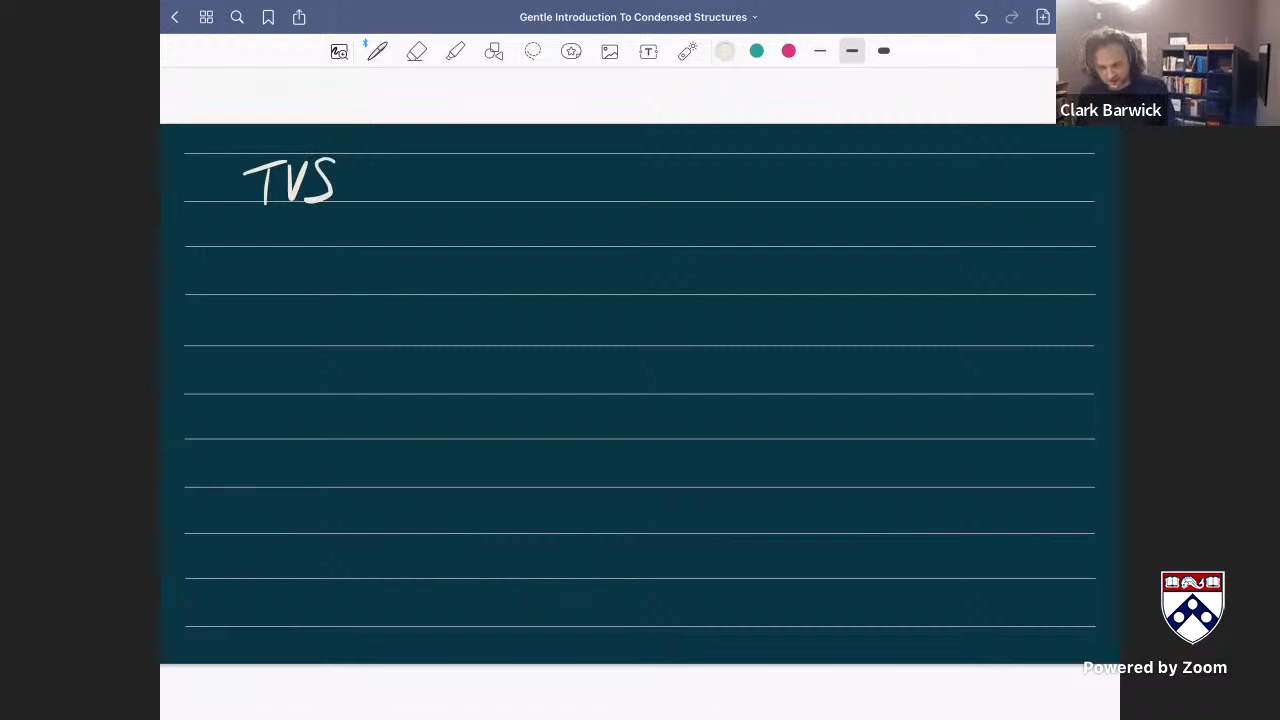 Gentle Introduction To Condensed Structures
Clark Barwick
TVS
Powered by Zoom